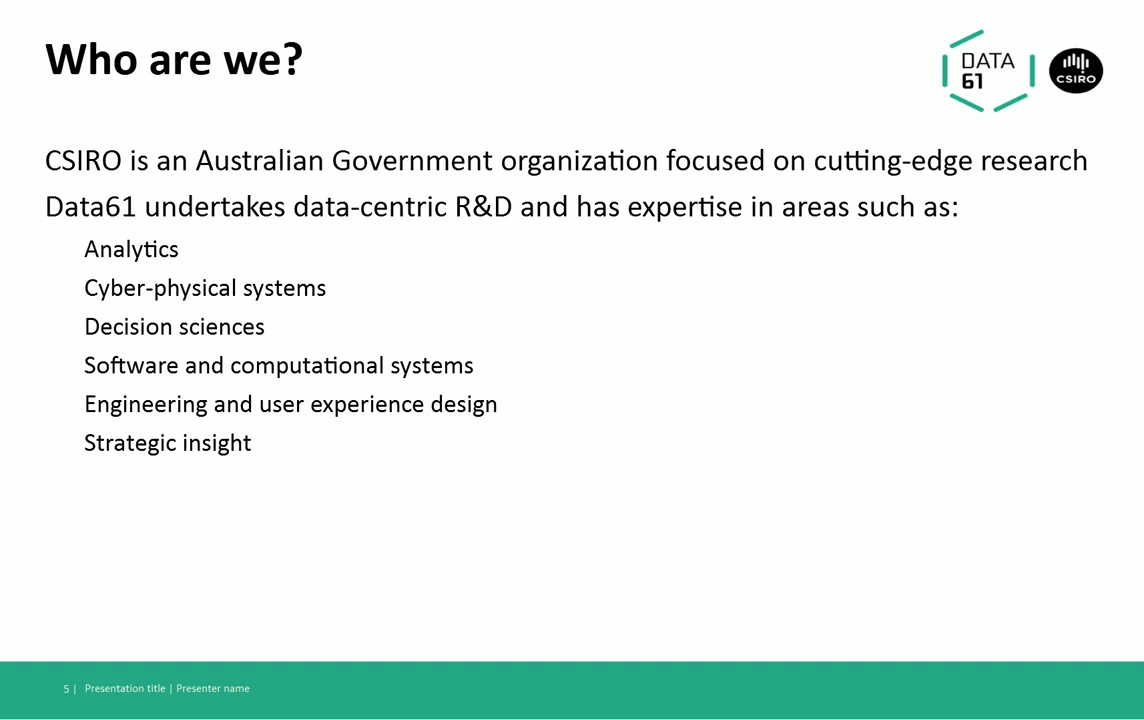 Who are we?
DATA
61
CSIRO
CSIRO is an Australian Government organization focused on cutting-edge research
Data61 undertakes data-centric R&D and has expertise in areas such as:
Analytics
Cyber-physical systems
Decision sciences
Software and computational systems
Engineering and user experience design
Strategic insight
5 | Presentation title | Presenter name